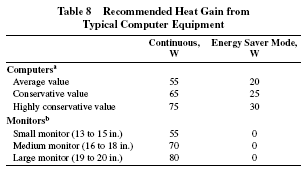 Table 8 Recommended Heat Gain from
Typical Computer Equipment
Continuous, Energy Saver Mode,
W W
Computersᵃ
Average value 55 20
Conservative value 65 25
Highly conservative value 75 30
Monitorsᵇ
Small monitor (13 to 15 in.) 55 0
Medium monitor (16 to 18 in.) 70 0
Large monitor (19 to 20 in.) 80 0